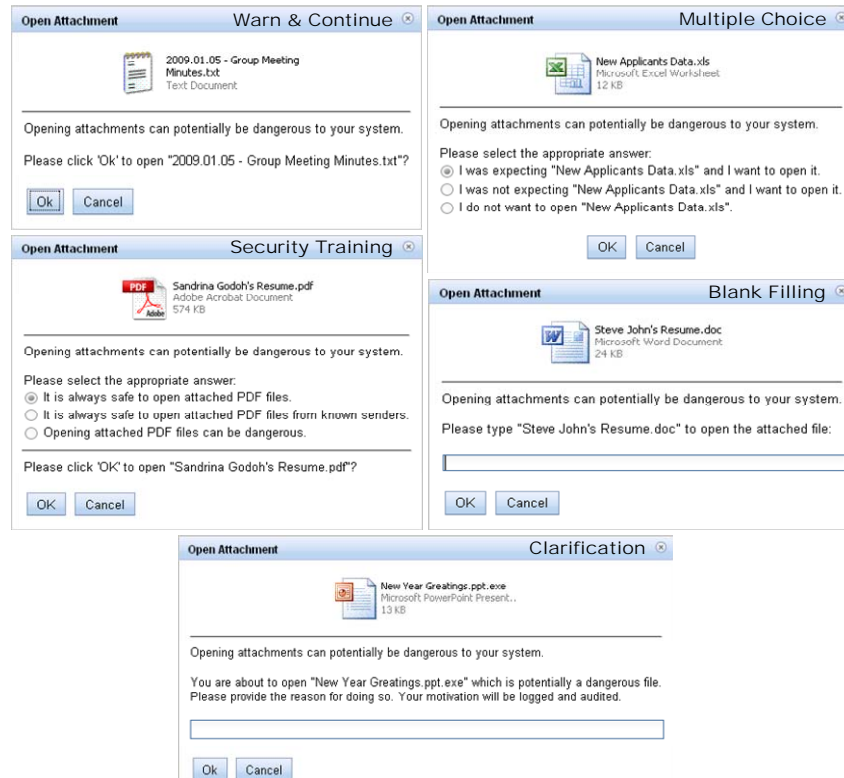 Open Attachment Warn & Continue
2009.01.05 - Group Meeting
Minutes.txt
Text Document
Opening attachments can potentially be dangerous to your system.
Please click 'Ok' to open "2009.01.05 - Group Meeting Minutes.txt"?
Ok Cancel
Open Attachment Multiple Choice
New Applicants Data.xls
Microsoft Excel Worksheet
12 KB
Opening attachments can potentially be dangerous to your system.
Please select the appropriate answer:
I was expecting "New Applicants Data.xls" and I want to open it.
I was not expecting "New Applicants Data.xls" and I want to open it.
I do not want to open "New Applicants Data.xls".
OK Cancel
Open Attachment Security Training
PDF
Adobe
Sandrina Godoh's Resume.pdf
Adobe Acrobat Document
574 KB
Opening attachments can potentially be dangerous to your system.
Please select the appropriate answer:
It is always safe to open attached PDF files.
It is always safe to open attached PDF files from known senders.
Opening attached PDF files can be dangerous.
Please click 'OK' to open "Sandrina Godoh's Resume.pdf"?
OK Cancel
Open Attachment Blank Filling
Steve John's Resume.doc
Microsoft Word Document
24 KB
Opening attachments can potentially be dangerous to your system.
Please type "Steve John's Resume.doc" to open the attached file:
OK Cancel
Open Attachment Clarification
New Year Greatings.ppt.exe
Microsoft PowerPoint Present..
13 KB
Opening attachments can potentially be dangerous to your system.
You are about to open "New Year Greatings.ppt.exe" which is potentially a dangerous file.
Please provide the reason for doing so. Your motivation will be logged and audited.
Ok Cancel